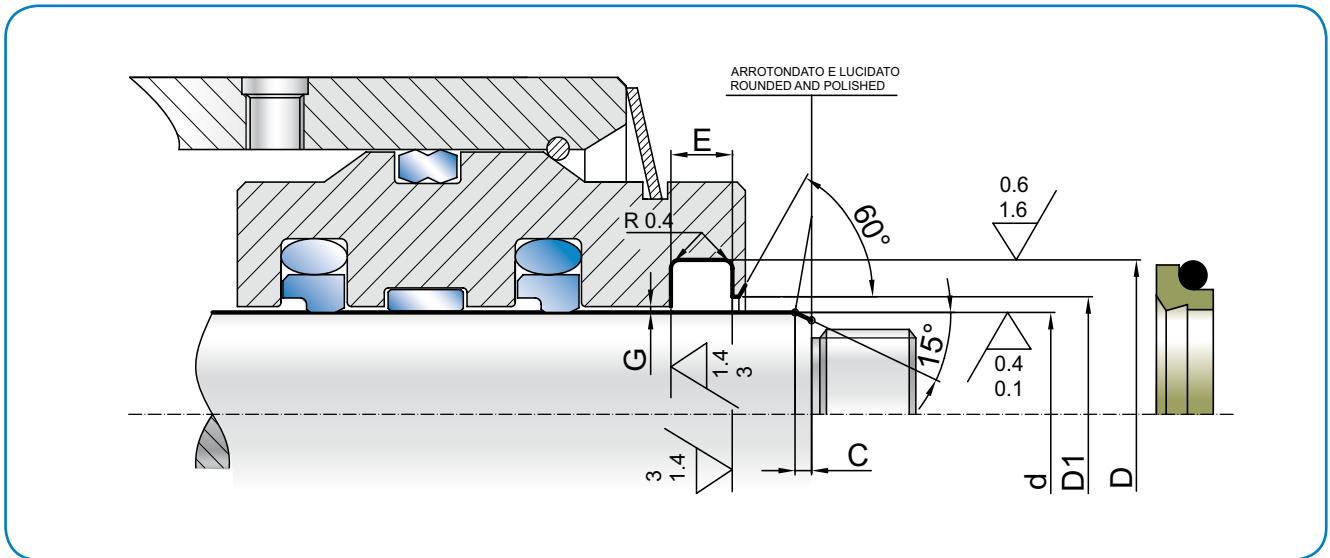 ARROTONDATO E LUCIDATO
ROUNDED AND POLISHED
E
0.6
1.6
R 0.4
60°
G
1.4
3
15°
0.4
0.1
3
1.4
C
d
D1
D